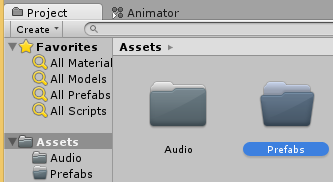 Project Animator
Create
Favorites
All Material
All Models
All Prefabs
All Scripts
Assets
Audio
Prefabs
Assets
Audio Prefabs